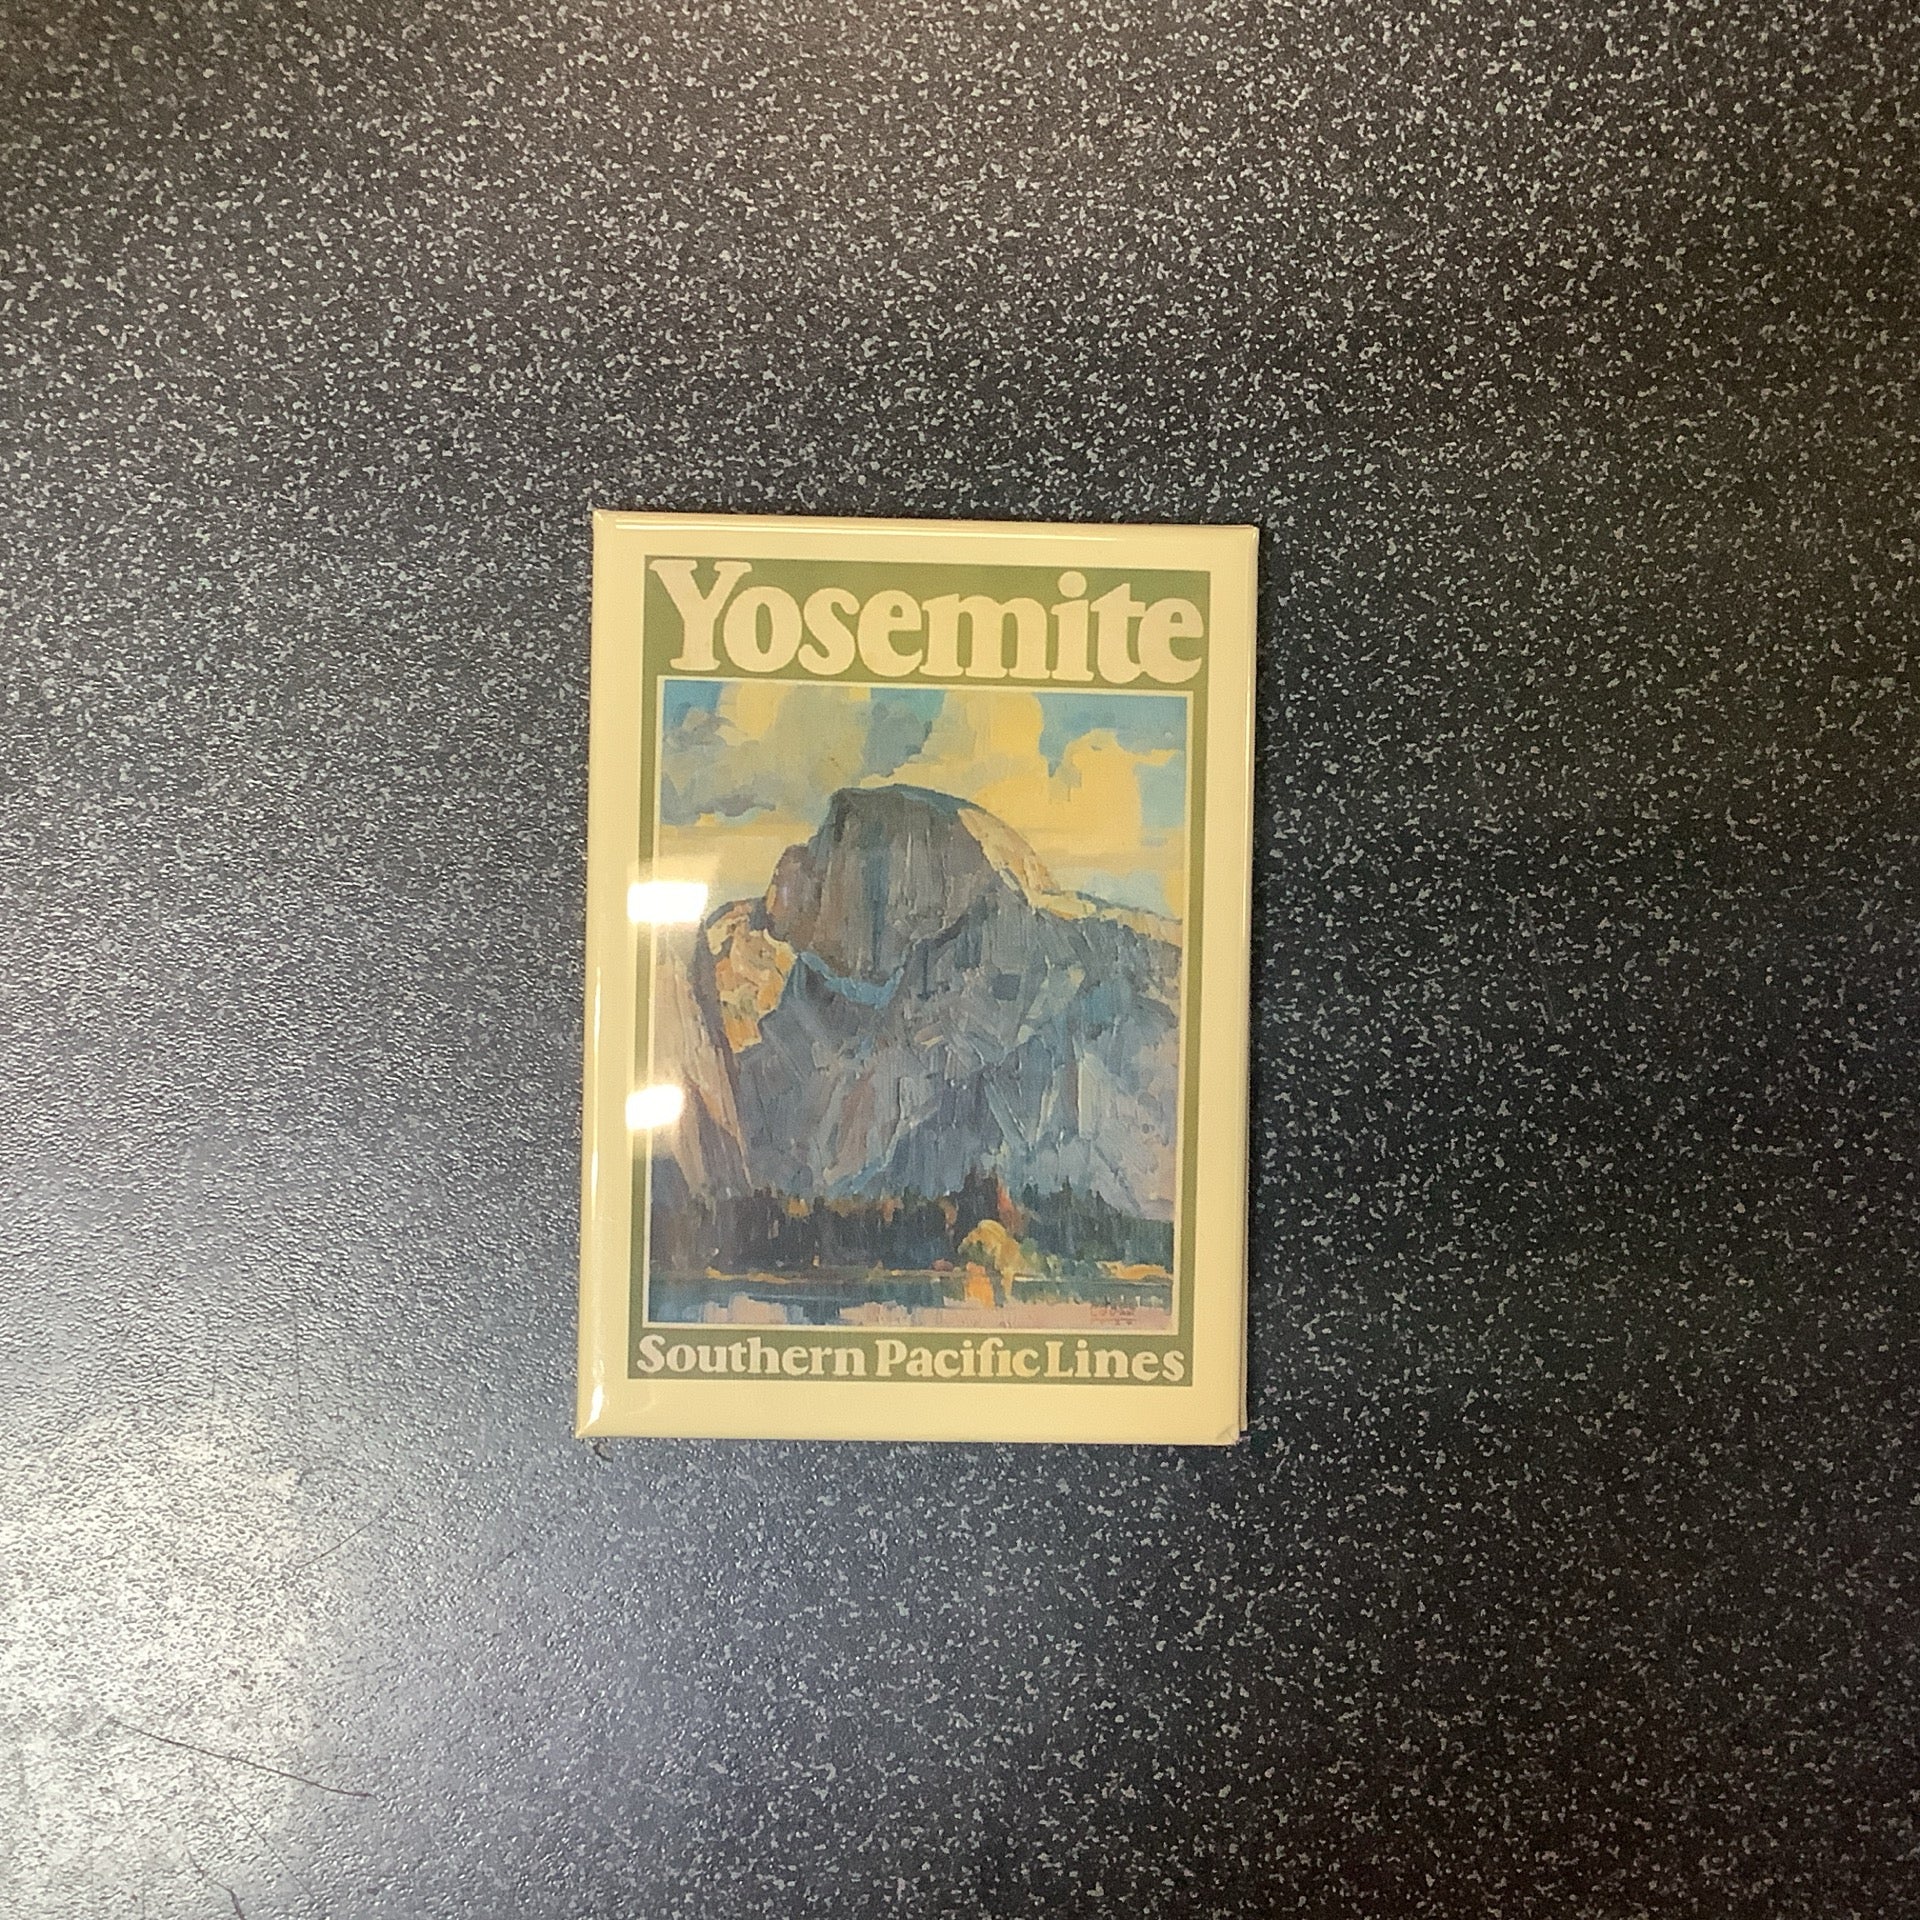 Yosemite
Southern Pacific Lines